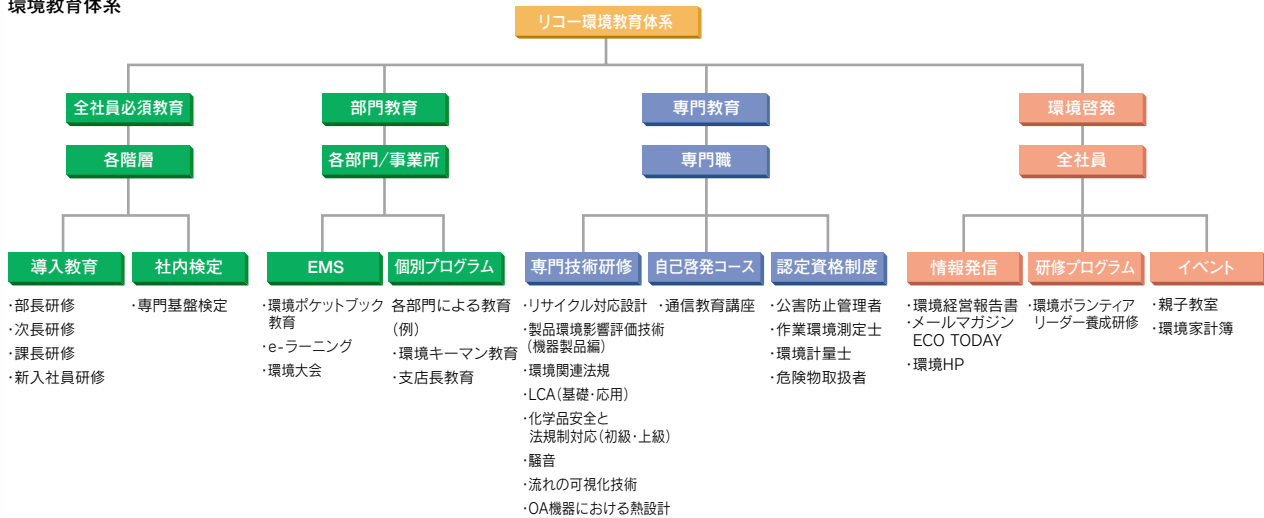 環境教育体系
リコー環境教育体系
全社員必須教育
各階層
導入教育
・部長研修
・次長研修
・課長研修
・新入社員研修
社内検定
・専門基盤検定
部門教育
各部門/事業所
EMS
・環境ポケットブック
教育
・e-ラーニング
・環境大会
個別プログラム
各部門による教育
(例)
・環境キーマン教育
・支店長教育
専門教育
専門職
専門技術研修
・リサイクル対応設計
・製品環境影響評価技術
(機器製品編)
・環境関連法規
・LCA(基礎・応用)
・化学品安全と
法規制対応(初級・上級)
・騒音
・流れの可視化技術
・OA機器における熱設計
自己啓発コース
・通信教育講座
認定資格制度
・公害防止管理者
・作業環境測定士
・環境計量士
・危険物取扱者
環境啓発
全社員
情報発信
・環境経営報告書
・メールマガジン
ECO TODAY
・環境HP
研修プログラム
・環境ボランティア
リーダー養成研修
イベント
・親子教室
・環境家計簿